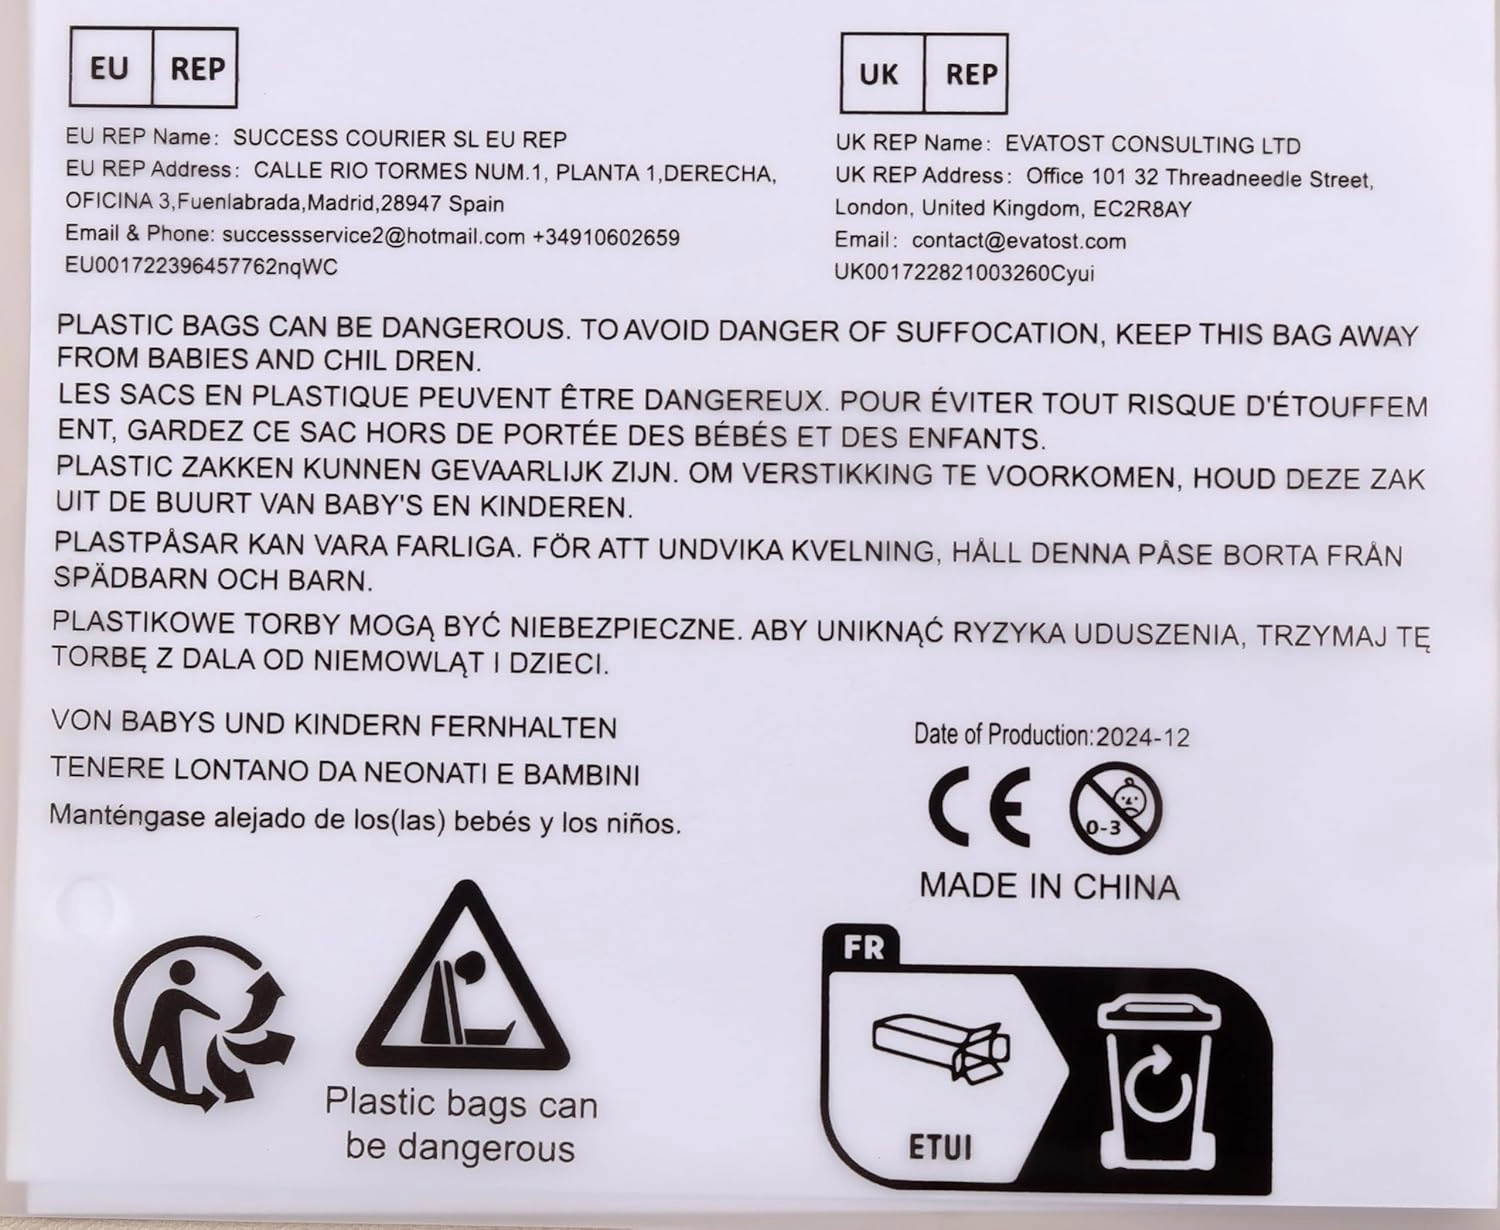 EU REP
EU REP Name: SUCCESS COURIER SL EU REP
EU REP Address: CALLE RIO TORMES NUM.1, PLANTA 1,DERECHA,
OFICINA 3,Fuenlabrada,Madrid,28947 Spain
Email & Phone: successservice2@hotmail.com +34910602659
EU001722396457762nqWC
UK REP
UK REP Name: EVATOST CONSULTING LTD
UK REP Address: Office 101 32 Threadneedle Street,
London, United Kingdom, EC2R8AY
Email: contact@evatost.com
UK001722821003260Cyui
PLASTIC BAGS CAN BE DANGEROUS. TO AVOID DANGER OF SUFFOCATION, KEEP THIS BAG AWAY
FROM BABIES AND CHIL DREN.
LES SACS EN PLASTIQUE PEUVENT ÊTRE DANGEREUX. POUR ÉVITER TOUT RISQUE D'ÉTOUFFEM
ENT, GARDEZ CE SAC HORS DE PORTÉE DES BÉBÉS ET DES ENFANTS.
PLASTIC ZAKKEN KUNNEN GEVAARLIJK ZIJN. OM VERSTIKKING TE VOORKOMEN, HOUD DEZE ZAK
UIT DE BUURT VAN BABY'S EN KINDEREN.
PLASTPÅSAR KAN VARA FARLIGA. FÖR ATT UNDVIKA KVELNING, HÅLL DENNA PÅSE BORTA FRÅN
SPÄDBARN OCH BARN.
PLASTIKOWE TORBY MOGĄ BYĆ NIEBEZPIECZNE. ABY UNIKNĄĆ RYZYKA UDUSZENIA, TRZYMAJ TĘ
TORBĘ Z DALA OD NIEMOWLĄT I DZIECI.
VON BABYS UND KINDERN FERNHALTEN
TENERE LONTANO DA NEONATI E BAMBINI
Manténgase alejado de los(las) bebés y los niños.
Date of Production:2024-12
CE
0-3
MADE IN CHINA
Plastic bags can
be dangerous
FR
ETUI